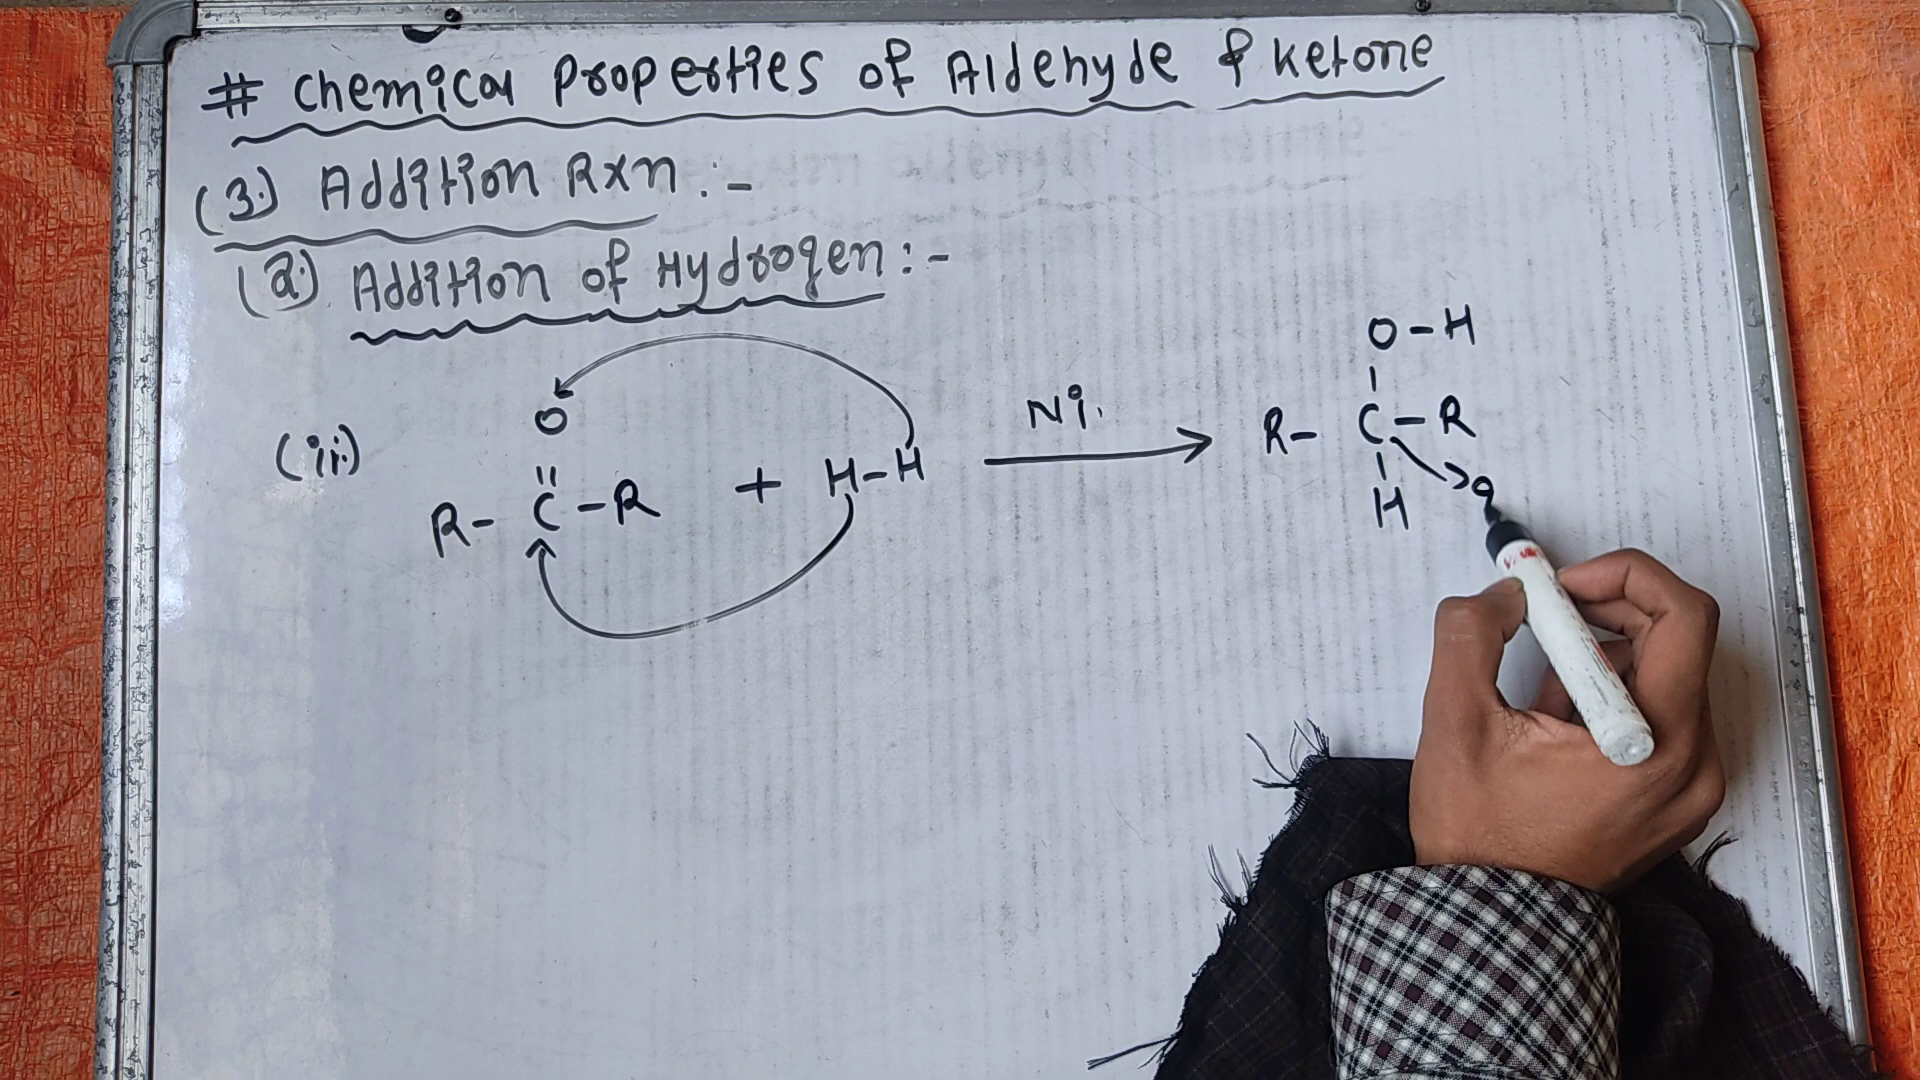 # Chemical Properties of Aldehyde & Ketone
(3.) Addition Rxn :-
(a.) Addition of Hydrogen :-
O O-H
(ii) || Ni. |
R-C-R + H-H → R-C-R
|
H